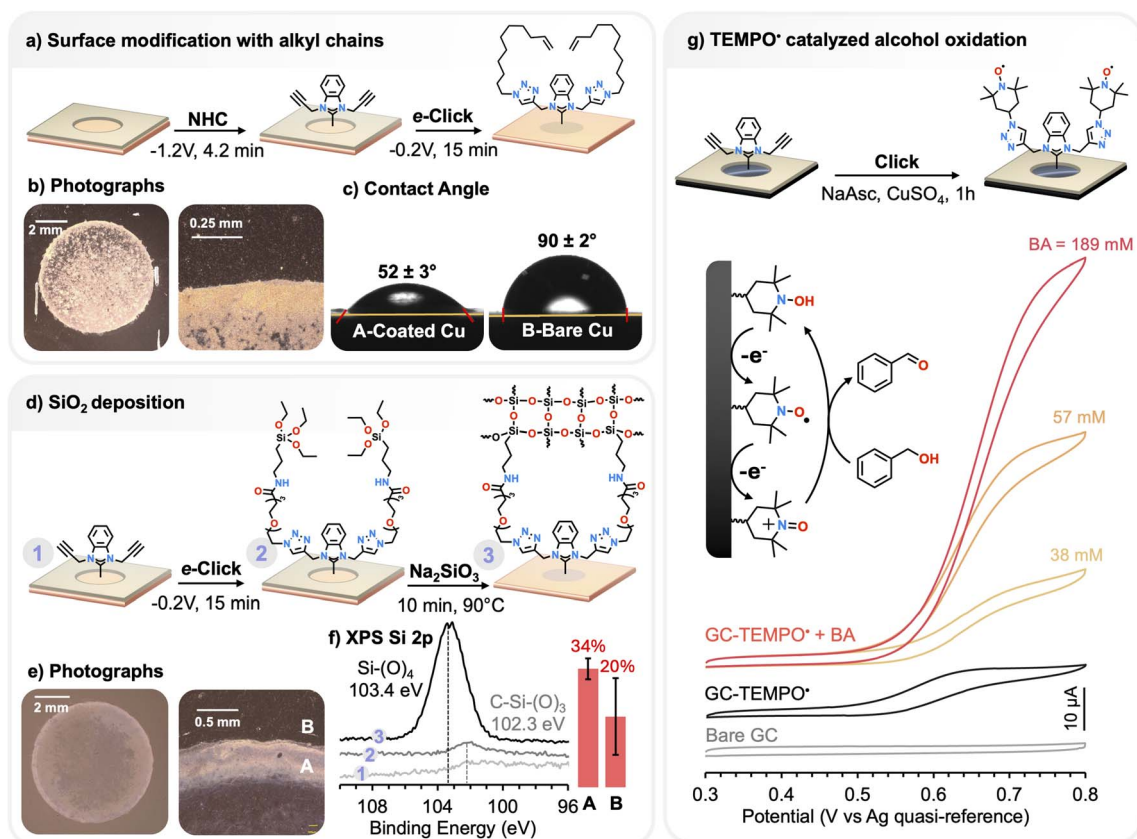 a) Surface modification with alkyl chains
NHC
-1.2V, 4.2 min
e-Click
-0.2V, 15 min
N N
N=N
N
N=N
N
N N
b) Photographs
2 mm
0.25 mm
c) Contact Angle
52 ± 3°
A-Coated Cu
90 ± 2°
B-Bare Cu
d) SiO₂ deposition
1
e-Click
-0.2V, 15 min
2
Na₂SiO₃
10 min, 90°C
3
e) Photographs
2 mm
0.5 mm
B
A
f) XPS Si 2p
Si-(O)₄
103.4 eV
C-Si-(O)₃
102.3 eV
3
2
1
34%
20%
A B
108 104 100 96
Binding Energy (eV)
g) TEMPO• catalyzed alcohol oxidation
Click
NaAsc, CuSO₄, 1h
BA = 189 mM
N-OH
-e⁻
N-O•
-e⁻
N=O
+
O
OH
57 mM
38 mM
GC-TEMPO• + BA
GC-TEMPO•
10 µA
Bare GC
0.3 0.4 0.5 0.6 0.7 0.8
Potential (V vs Ag quasi-reference)